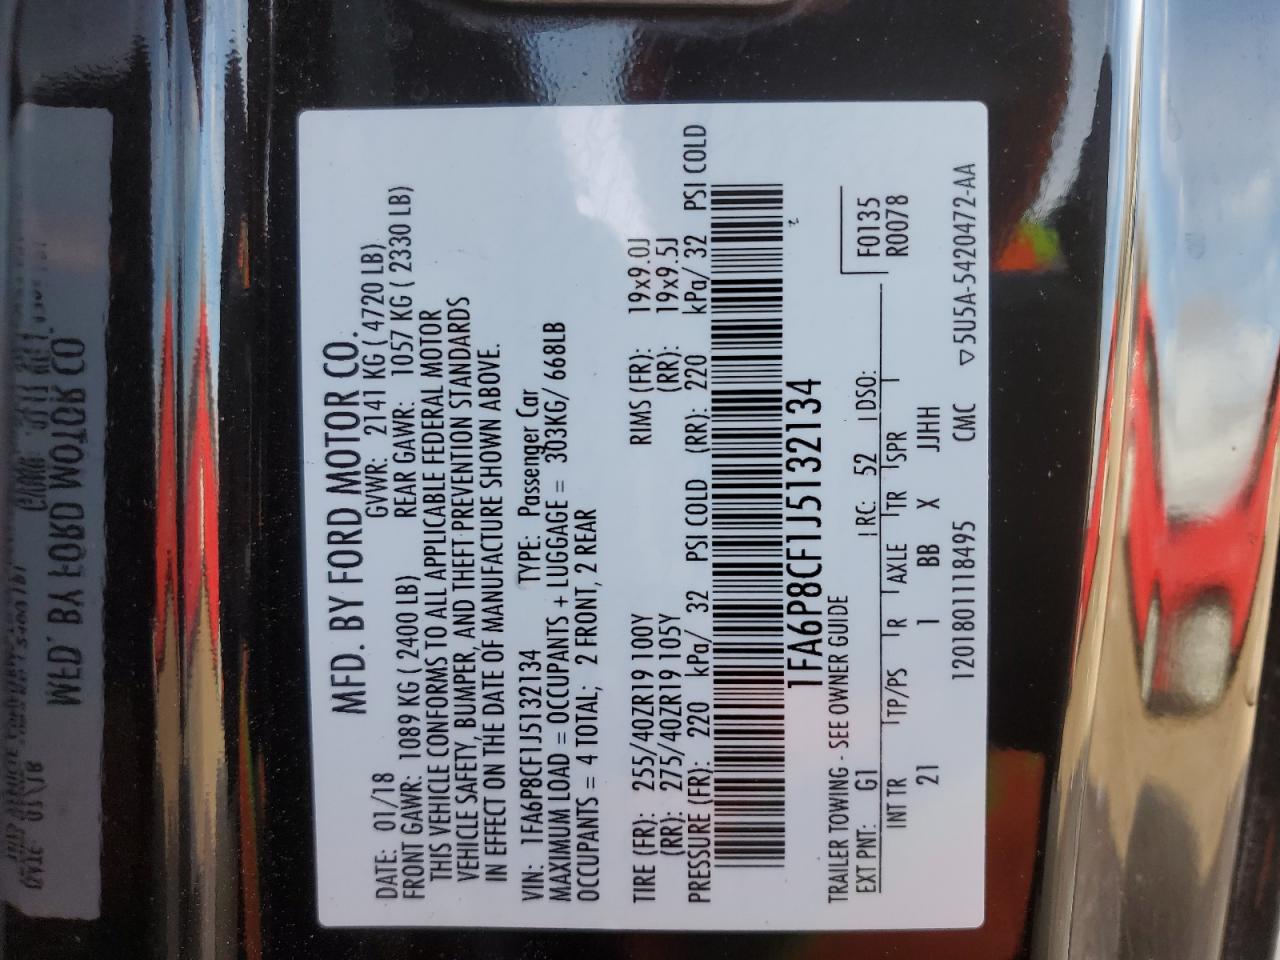 MFD. BY FORD MOTOR CO.
DATE: 01/18 GVWR: 2141 KG ( 4720 LB)
FRONT GAWR: 1089 KG ( 2400 LB) REAR GAWR: 1057 KG ( 2330 LB)
THIS VEHICLE CONFORMS TO ALL APPLICABLE FEDERAL MOTOR
VEHICLE SAFETY, BUMPER, AND THEFT PREVENTION STANDARDS
IN EFFECT ON THE DATE OF MANUFACTURE SHOWN ABOVE.
VIN: 1FA6P8CF1J5132134 TYPE: Passenger Car
MAXIMUM LOAD = OCCUPANTS + LUGGAGE = 303KG/ 668LB
OCCUPANTS = 4 TOTAL; 2 FRONT, 2 REAR
TIRE (FR): 255/40ZR19 100Y RIMS (FR): 19x9.0J
(RR): 275/40ZR19 105Y (RR): 19x9.5J
PRESSURE (FR): 220 kPa/ 32 PSI COLD (RR): 220 kPa/ 32 PSI COLD
1FA6P8CF1J5132134
TRAILER TOWING - SEE OWNER GUIDE
F0135
EXT PNT: G1 RC: 52 DSO: R0078
INT TR TP/PS R AXLE TR SPR
21 1 BB X JJHH
12018011118495 CMC ▽5U5A-5420472-AA